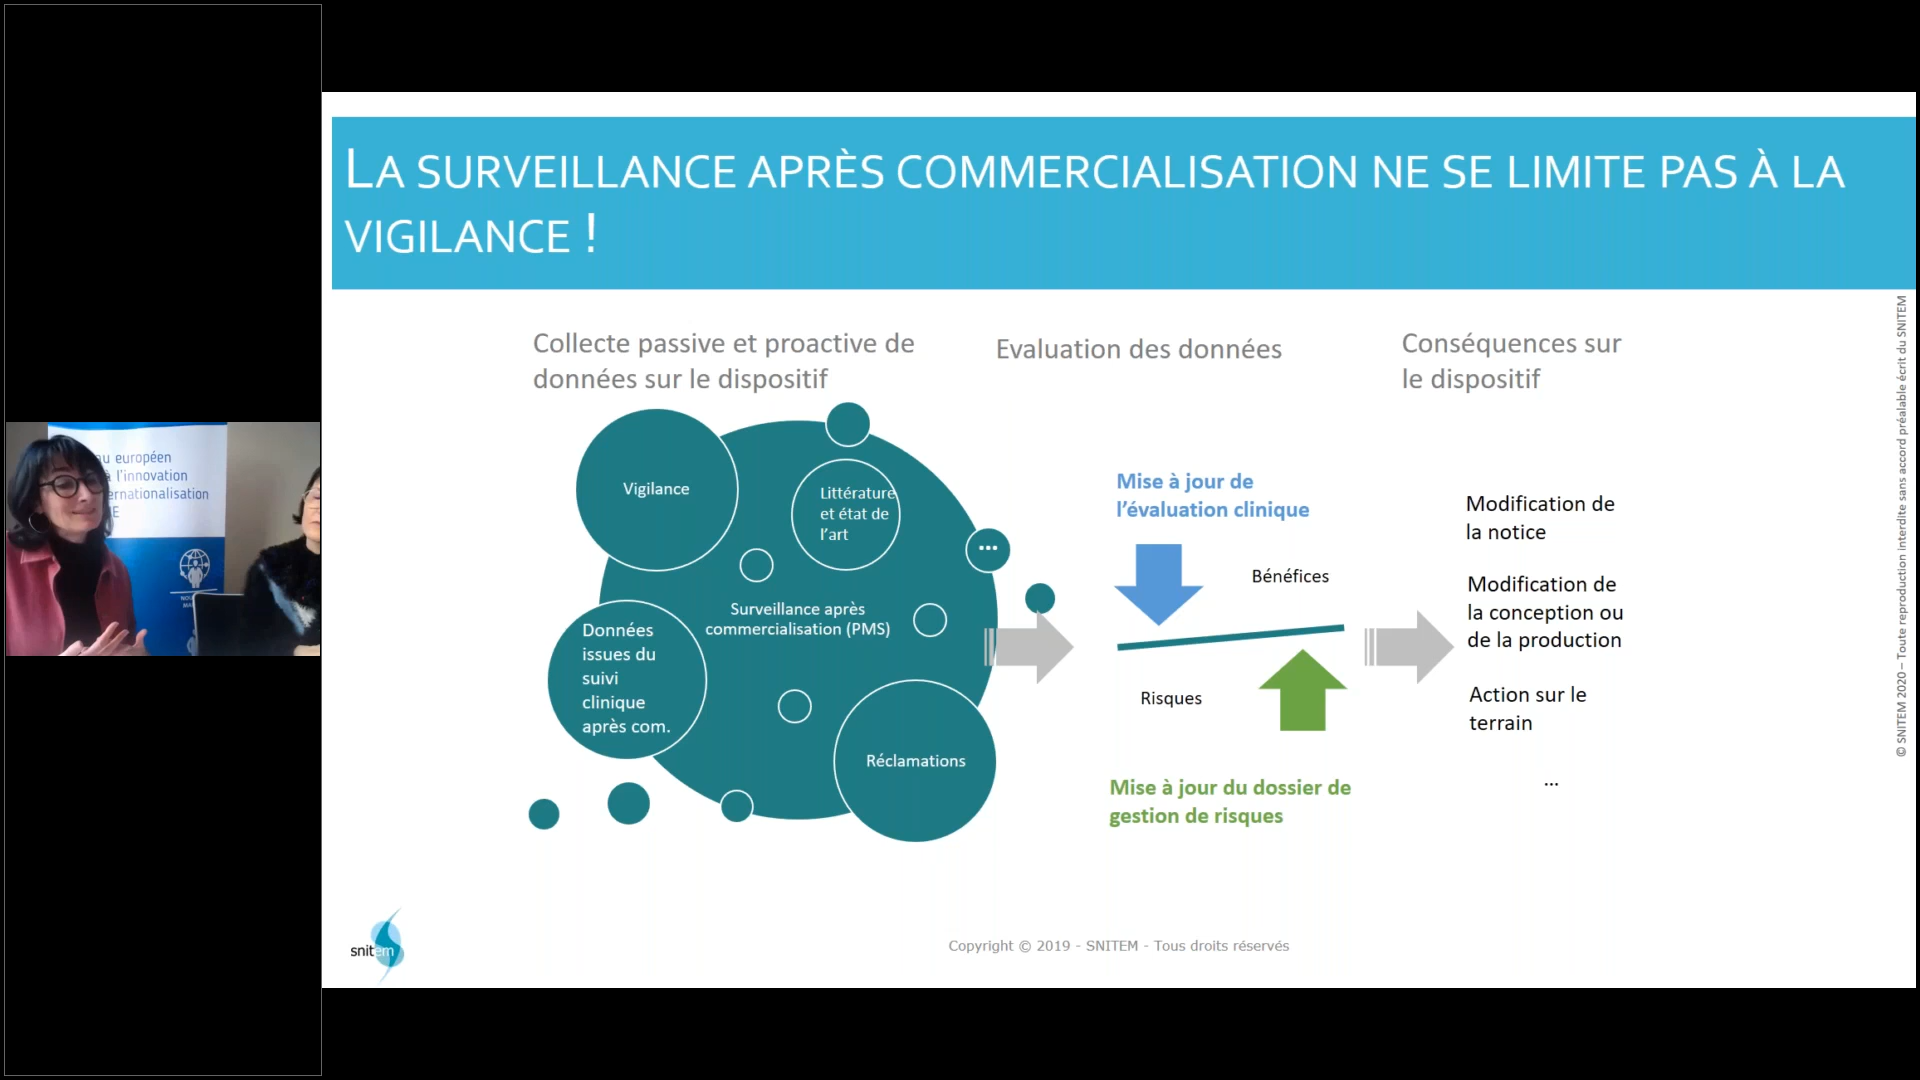 LA SURVEILLANCE APRÈS COMMERCIALISATION NE SE LIMITE PAS À LA
VIGILANCE !
Collecte passive et proactive de
données sur le dispositif
Evaluation des données
Conséquences sur
le dispositif
Vigilance
Littérature
et état de
l'art
...
Surveillance après
commercialisation (PMS)
Données
issues du
suivi
clinique
après com.
Réclamations
Mise à jour de
l'évaluation clinique
Bénéfices
Risques
Mise à jour du dossier de
gestion de risques
Modification de
la notice
Modification de
la conception ou
de la production
Action sur le
terrain
...
© SNITEM 2020 – Toute reproduction interdite sans accord préalable écrit du SNITEM
snitem
Copyright © 2019 - SNITEM - Tous droits réservés
au européen
à l'innovation
ernationalisation